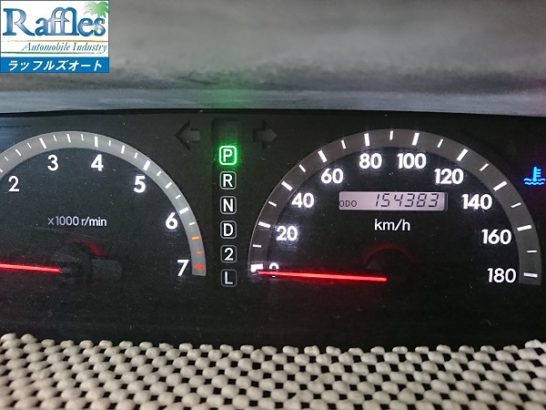 Raffles
Automobile Industry
ラッフルズオート
2 3 4 5 6 7
x1000 r/min
P
R
N
D
2
L
0 20 40 60 80 100 120 140 160 180
ODO 154383
km/h